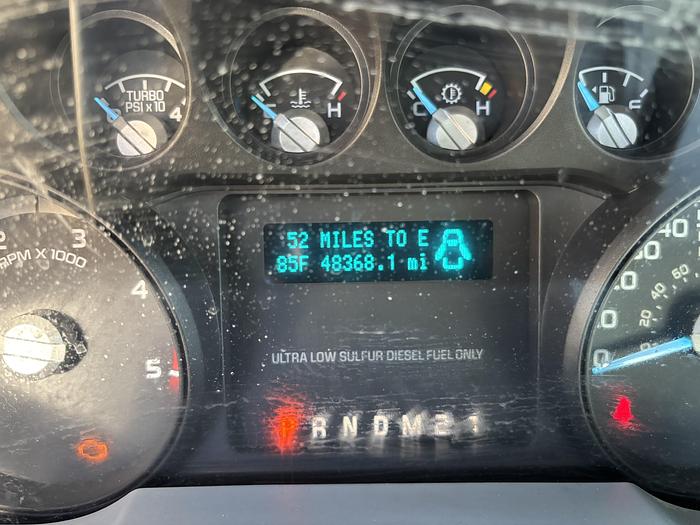 TURBO
PSI x 10
4
H
C
H
F
52 MILES TO E
85F 48368.1 mi
2
3
RPM X 1000
4
5
ULTRA LOW SULFUR DIESEL FUEL ONLY
P R N D M 2 1
40
20
40
50
0